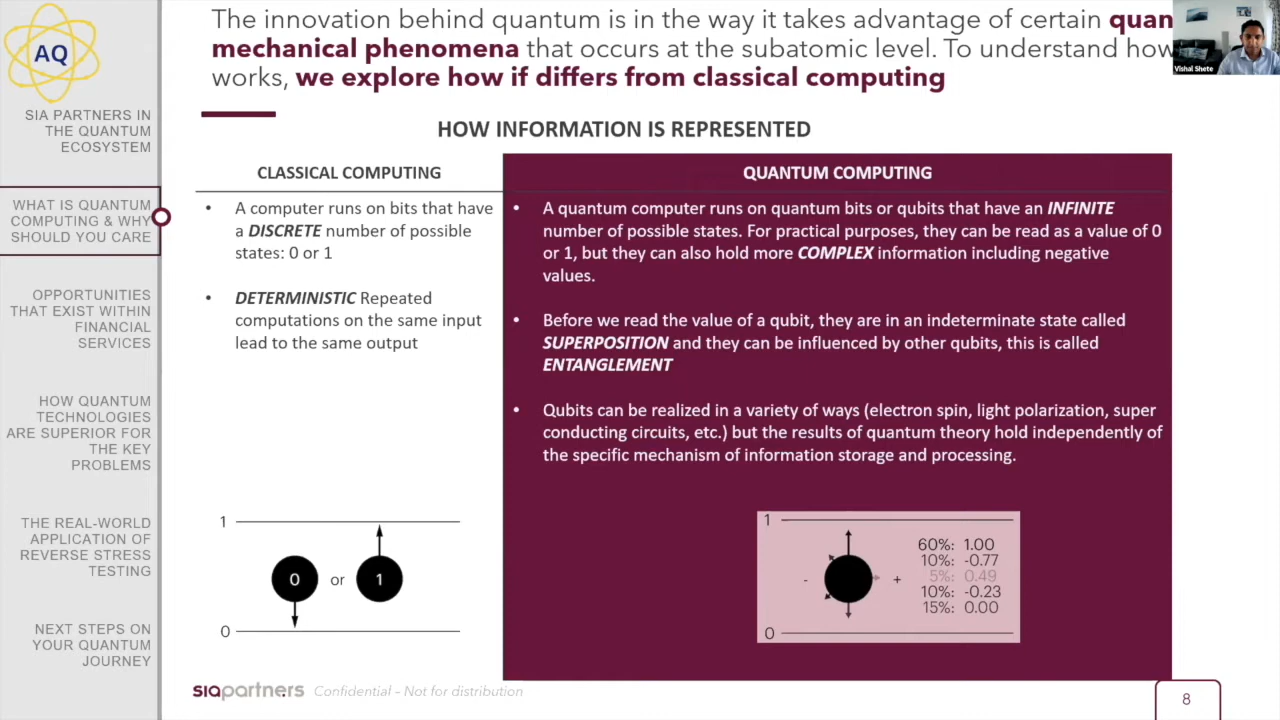 The innovation behind quantum is in the way it takes advantage of certain quan
mechanical phenomena that occurs at the subatomic level. To understand how
works, we explore how if differs from classical computing
Vishal Shete
AQ
SIA PARTNERS IN
THE QUANTUM
ECOSYSTEM
WHAT IS QUANTUM
COMPUTING & WHY
SHOULD YOU CARE
OPPORTUNITIES
THAT EXIST WITHIN
FINANCIAL
SERVICES
HOW QUANTUM
TECHNOLOGIES
ARE SUPERIOR FOR
THE KEY
PROBLEMS
THE REAL-WORLD
APPLICATION OF
REVERSE STRESS
TESTING
NEXT STEPS ON
YOUR QUANTUM
JOURNEY
HOW INFORMATION IS REPRESENTED
CLASSICAL COMPUTING
• A computer runs on bits that have
a DISCRETE number of possible
states: 0 or 1
• DETERMINISTIC Repeated
computations on the same input
lead to the same output
1
0 or 1
0
QUANTUM COMPUTING
• A quantum computer runs on quantum bits or qubits that have an INFINITE
number of possible states. For practical purposes, they can be read as a value of 0
or 1, but they can also hold more COMPLEX information including negative
values.
• Before we read the value of a qubit, they are in an indeterminate state called
SUPERPOSITION and they can be influenced by other qubits, this is called
ENTANGLEMENT
• Qubits can be realized in a variety of ways (electron spin, light polarization, super
conducting circuits, etc.) but the results of quantum theory hold independently of
the specific mechanism of information storage and processing.
1
60%: 1.00
10%: -0.77
5%: 0.49
- +
10%: -0.23
15%: 0.00
0
siapartners Confidential – Not for distribution
8